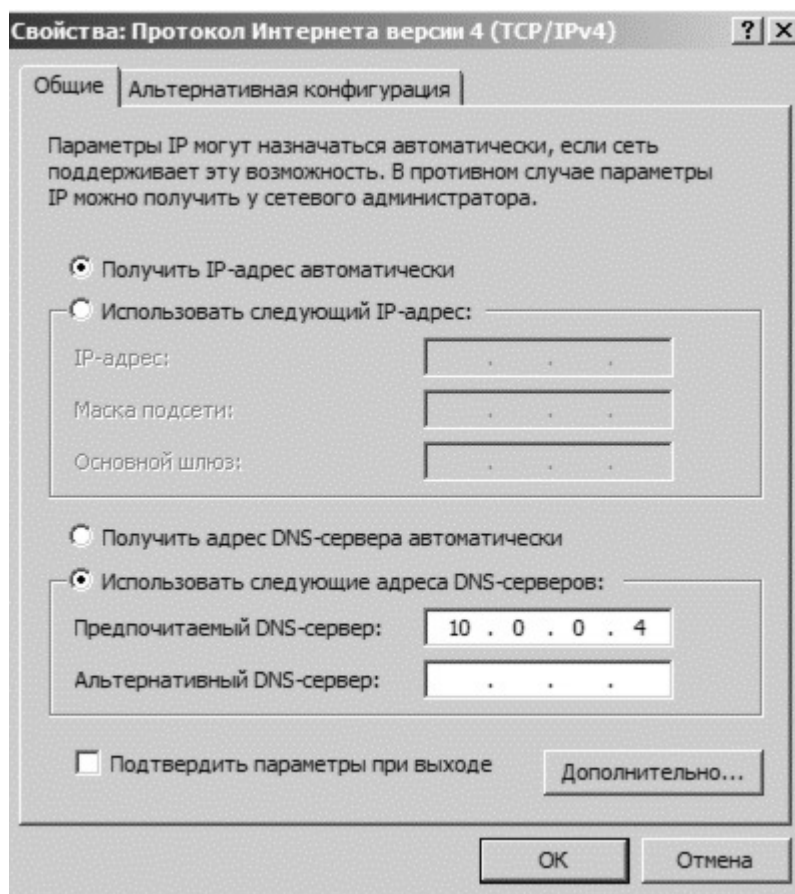 Свойства: Протокол Интернета версии 4 (TCP/IPv4)
Общие
Альтернативная конфигурация
Параметры IP могут назначаться автоматически, если сеть
поддерживает эту возможность. В противном случае параметры
IP можно получить у сетевого администратора.
Получить IP-адрес автоматически
Использовать следующий IP-адрес:
IP-адрес:
Маска подсети:
Основной шлюз:
Получить адрес DNS-сервера автоматически
Использовать следующие адреса DNS-серверов:
Предпочитаемый DNS-сервер: 10 . 0 . 0 . 4
Альтернативный DNS-сервер:
Подтвердить параметры при выходе
Дополнительно...
ОК
Отмена